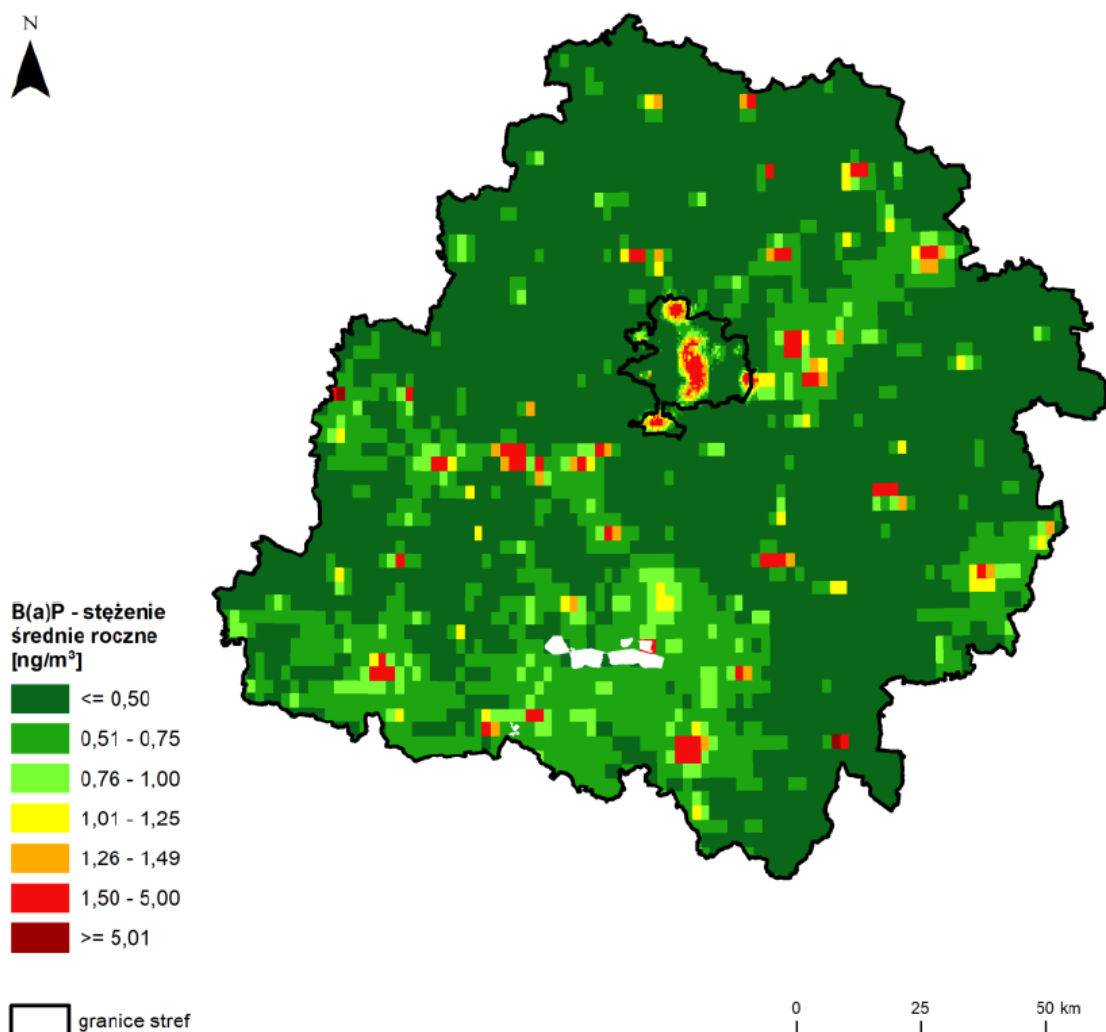 N
B(a)P - stężenie
średnie roczne
[ng/m³]
<= 0,50
0,51 - 0,75
0,76 - 1,00
1,01 - 1,25
1,26 - 1,49
1,50 - 5,00
>= 5,01
granice stref
0 25 50 km